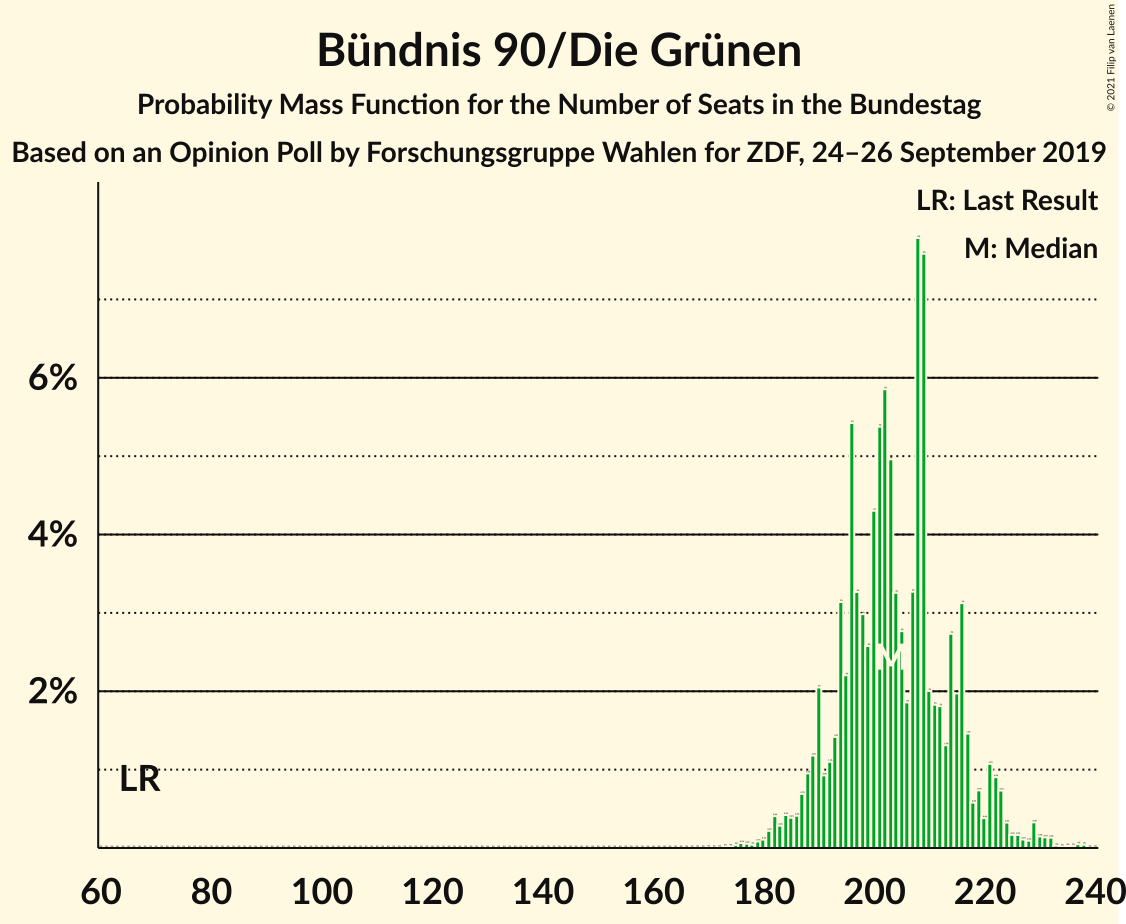 Bündnis 90/Die Grünen
Probability Mass Function for the Number of Seats in the Bundestag
Based on an Opinion Poll by Forschungsgruppe Wahlen for ZDF, 24–26 September 2019
© 2021 Filip van Laenen
LR: Last Result
M: Median
6%
4%
2%
LR
M
60 80 100 120 140 160 180 200 220 240